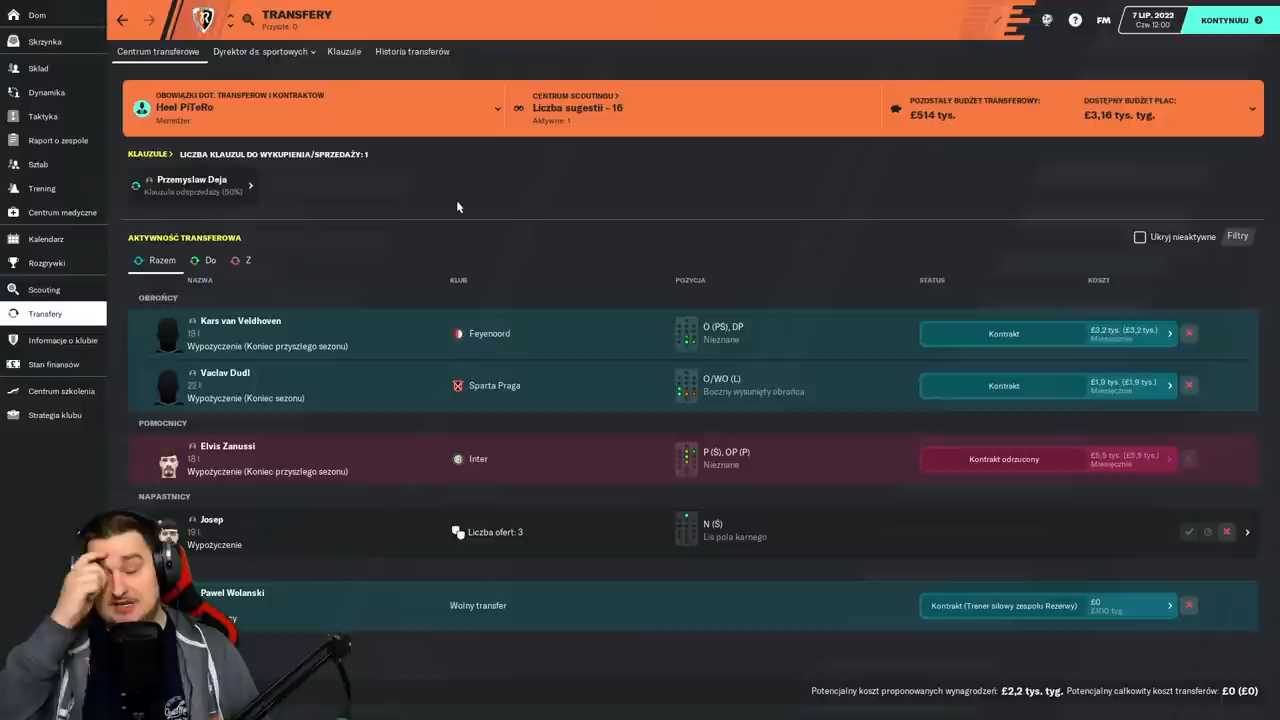 Dom
TRANSFERY
Przyszłe: 0
FM
7 LIP. 2022
Czw 12:00
KONTYNUUJ
Skrzynka
Skład
Dynamika
Taktyka
Raport o zespole
Sztab
Trening
Centrum medyczne
Kalendarz
Rozgrywki
Scouting
Transfery
Informacje o klubie
Stan finansów
Centrum szkolenia
Strategia klubu
Centrum transferowe
Dyrektor ds. sportowych
Klauzule
Historia transferów
OBOWIĄZKI DOT. TRANSFERÓW I KONTRAKTÓW
Heel PiTeRo
Menedżer
CENTRUM SCOUTINGU >
Liczba sugestii - 16
Aktywne: 1
POZOSTAŁY BUDŻET TRANSFEROWY:
£514 tys.
DOSTĘPNY BUDŻET PŁAC:
£3,16 tys. tyg.
KLAUZULE > LICZBA KLAUZUL DO WYKUPIENIA/SPRZEDAŻY: 1
Przemyslaw Deja
Klauzula odsprzedaży (50%)
AKTYWNOŚĆ TRANSFEROWA
Ukryj nieaktywne
Filtry
Razem Do Z
NAZWA KLUB POZYCJA STATUS KOSZT
OBROŃCY
Kars van Veldhoven
19 l
Wypożyczenie (Koniec przyszłego sezonu)
Feyenoord
O (PŚ), DP
Nieznane
Kontrakt
£3,2 tys. (£3,2 tys.)
Miesięcznie
Vaclav Dudl
22 l
Wypożyczenie (Koniec sezonu)
Sparta Praga
O/WO (L)
Boczny wysunięty obrońca
Kontrakt
£1,9 tys. (£1,9 tys.)
Miesięcznie
POMOCNICY
Elvis Zanussi
18 l
Wypożyczenie (Koniec przyszłego sezonu)
Inter
P (Ś), OP (P)
Nieznane
Kontrakt odrzucony
£5,5 tys. (£5,5 tys.)
Miesięcznie
NAPASTNICY
Josep
19 l
Wypożyczenie
Liczba ofert: 3
N (Ś)
Lis pola karnego
Pawel Wolanski
Wolny transfer
Kontrakt (Trener siłowy zespołu Rezerwy)
£0
£100 tyg.
Potencjalny koszt proponowanych wynagrodzeń: £2,2 tys. tyg. Potencjalny całkowity koszt transferów: £0 (£0)